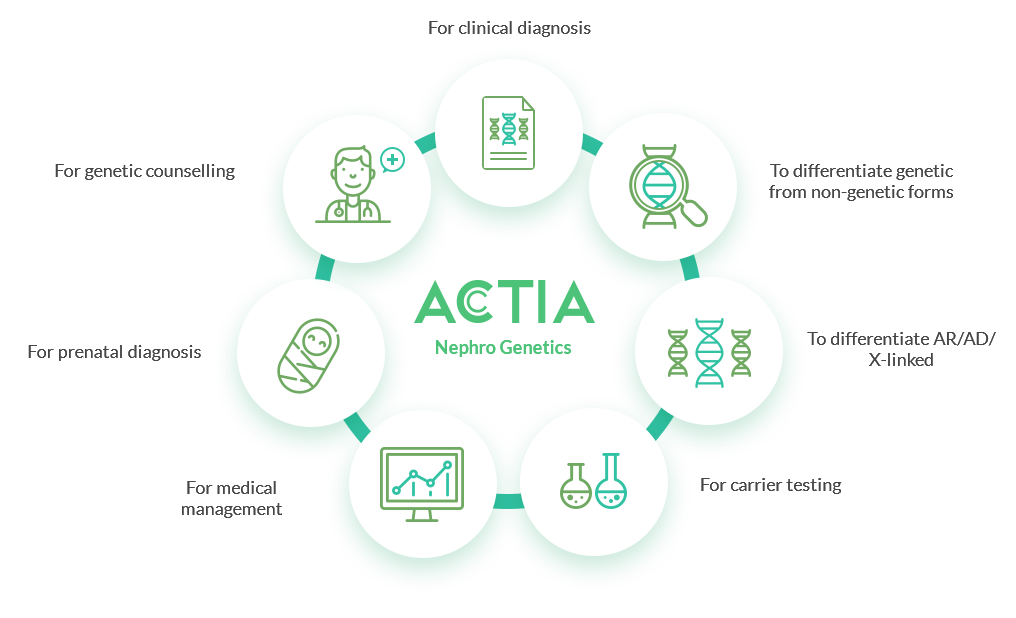 For clinical diagnosis
For genetic counselling
To differentiate genetic
from non-genetic forms
ACTIA
Nephro Genetics
For prenatal diagnosis
To differentiate AR/AD/
X-linked
For medical
management
For carrier testing